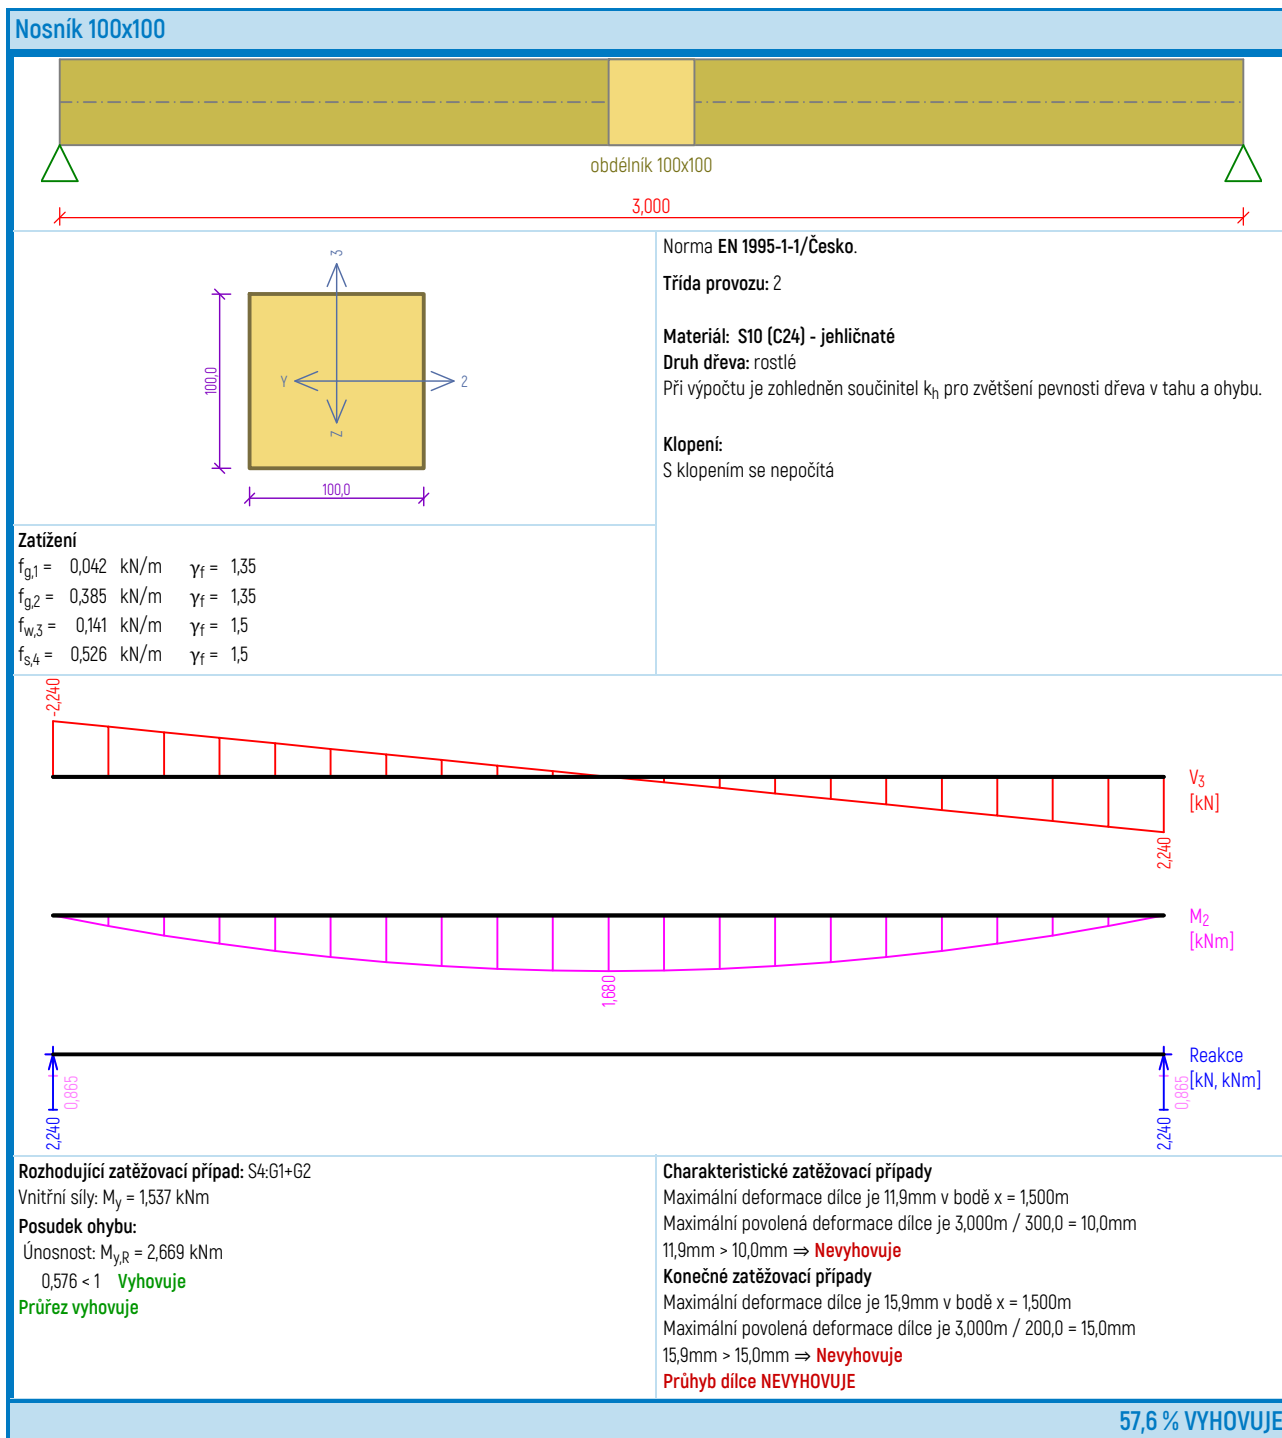 Nosník 100x100
obdélník 100x100
3,000
3
100,0
Y
2
Z
100,0
Norma EN 1995-1-1/Česko.
Třída provozu: 2
Materiál: S10 (C24) - jehličnaté
Druh dřeva: rostlé
Při výpočtu je zohledněn součinitel kh pro zvětšení pevnosti dřeva v tahu a ohybu.
Klopení:
S klopením se nepočítá
Zatížení
fg,1 = 0,042 kN/m γf = 1,35
fg,2 = 0,385 kN/m γf = 1,35
fw,3 = 0,141 kN/m γf = 1,5
fs,4 = 0,526 kN/m γf = 1,5
-2,240
V3
[kN]
2,240
M2
[kNm]
1,680
Reakce
[kN, kNm]
0,865
2,240
0,865
2,240
Rozhodující zatěžovací případ: S4:G1+G2
Vnitřní síly: My = 1,537 kNm
Posudek ohybu:
Únosnost: My,R = 2,669 kNm
0,576 < 1 Vyhovuje
Průřez vyhovuje
Charakteristické zatěžovací případy
Maximální deformace dílce je 11,9mm v bodě x = 1,500m
Maximální povolená deformace dílce je 3,000m / 300,0 = 10,0mm
11,9mm > 10,0mm ⇒ Nevyhovuje
Konečné zatěžovací případy
Maximální deformace dílce je 15,9mm v bodě x = 1,500m
Maximální povolená deformace dílce je 3,000m / 200,0 = 15,0mm
15,9mm > 15,0mm ⇒ Nevyhovuje
Průhyb dílce NEVYHOVUJE
57,6 % VYHOVUJE